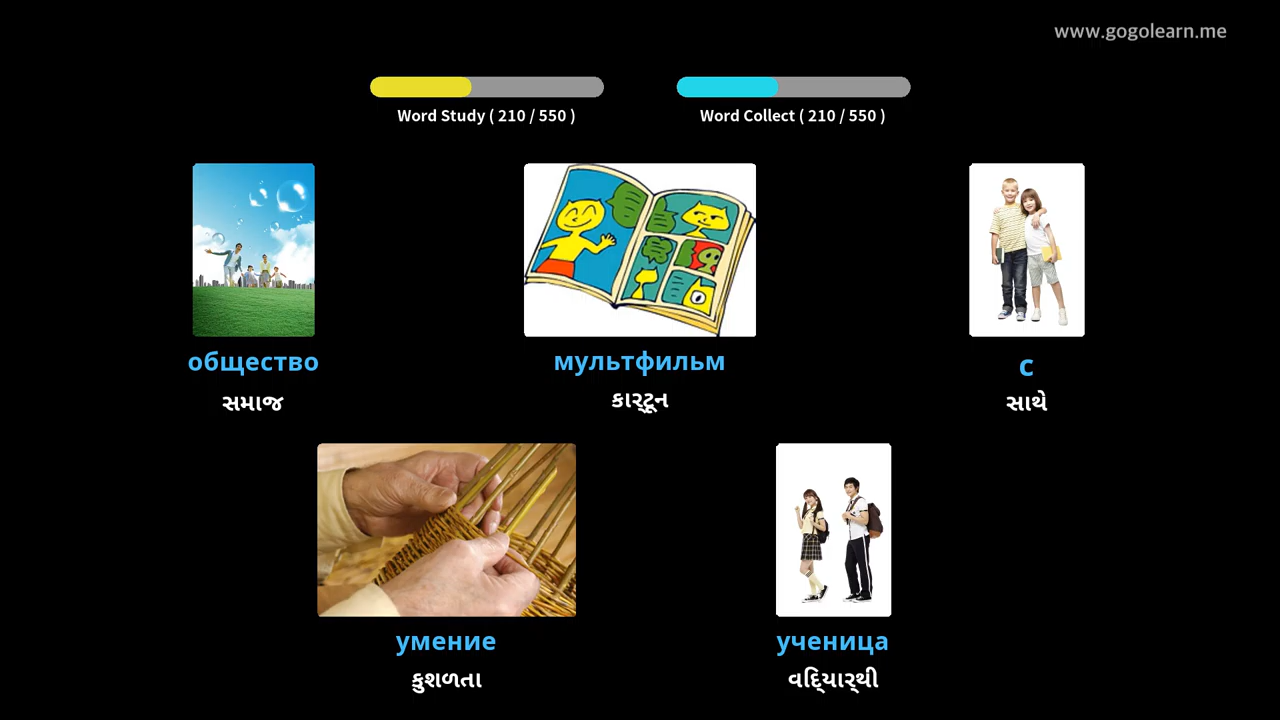 www.gogolearn.me
Word Study ( 210 / 550 )
Word Collect ( 210 / 550 )
общество
мультфильм
с
સમાજ
કાર્ટૂન
સાથે
умение
ученица
કુશળતા
વિદ્યાર્થી